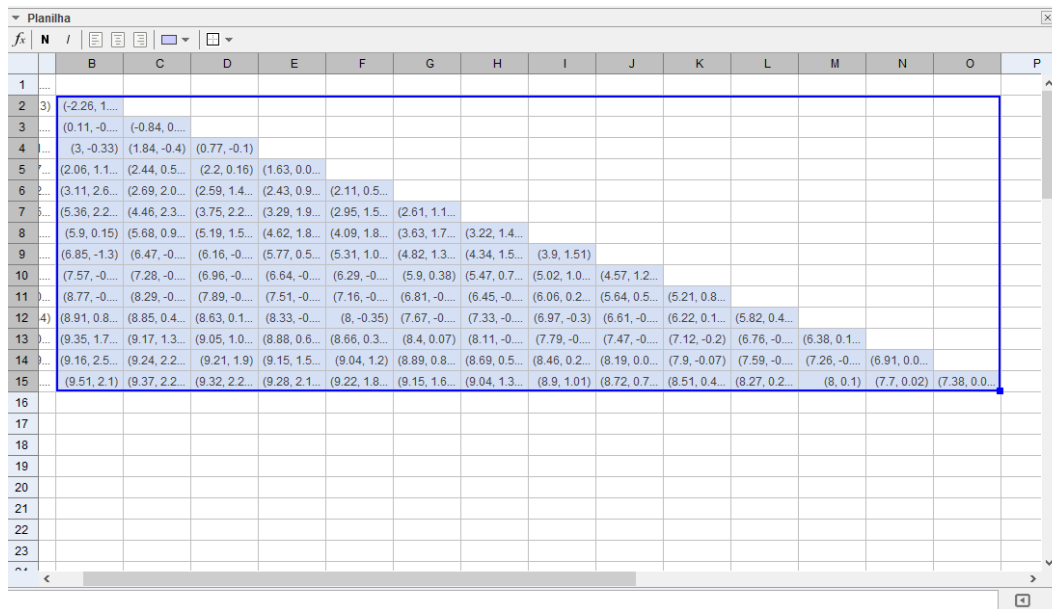 Planilha
fx N I
B C D E F G H I J K L M N O P
1 ...
2 3) (-2.26, 1....
3 ... (0.11, -0.... (-0.84, 0....
4 ... (3, -0.33) (1.84, -0.4) (0.77, -0.1)
5 ... (2.06, 1.1... (2.44, 0.5... (2.2, 0.16) (1.63, 0.0...
6 ... (3.11, 2.6... (2.69, 2.0... (2.59, 1.4... (2.43, 0.9... (2.11, 0.5...
7 ... (5.36, 2.2... (4.46, 2.3... (3.75, 2.2... (3.29, 1.9... (2.95, 1.5... (2.61, 1.1...
8 ... (5.9, 0.15) (5.68, 0.9... (5.19, 1.5... (4.62, 1.8... (4.09, 1.8... (3.63, 1.7... (3.22, 1.4...
9 ... (6.85, -1.3) (6.47, -0.... (6.16, -0.... (5.77, 0.5... (5.31, 1.0... (4.82, 1.3... (4.34, 1.5... (3.9, 1.51)
10 ... (7.57, -0.... (7.28, -0.... (6.96, -0.... (6.64, -0.... (6.29, -0.... (5.9, 0.38) (5.47, 0.7... (5.02, 1.0... (4.57, 1.2...
11 ... (8.77, -0.... (8.29, -0.... (7.89, -0.... (7.51, -0.... (7.16, -0.... (6.81, -0.... (6.45, -0.... (6.06, 0.2... (5.64, 0.5... (5.21, 0.8...
12 4) (8.91, 0.8... (8.85, 0.4... (8.63, 0.1... (8.33, -0.... (8, -0.35) (7.67, -0.... (7.33, -0.... (6.97, -0.3) (6.61, -0.... (6.22, 0.1... (5.82, 0.4...
13 ... (9.35, 1.7... (9.17, 1.3... (9.05, 1.0... (8.88, 0.6... (8.66, 0.3... (8.4, 0.07) (8.11, -0.... (7.79, -0.... (7.47, -0.... (7.12, -0.2) (6.76, -0.... (6.38, 0.1...
14 ... (9.16, 2.5... (9.24, 2.2... (9.21, 1.9) (9.15, 1.5... (9.04, 1.2) (8.89, 0.8... (8.69, 0.5... (8.46, 0.2... (8.19, 0.0... (7.9, -0.07) (7.59, -0.... (7.26, -0.... (6.91, 0.0...
15 ... (9.51, 2.1) (9.37, 2.2... (9.32, 2.2... (9.28, 2.1... (9.22, 1.8... (9.15, 1.6... (9.04, 1.3... (8.9, 1.01) (8.72, 0.7... (8.51, 0.4... (8.27, 0.2... (8, 0.1) (7.7, 0.02) (7.38, 0.0...
16
17
18
19
20
21
22
23